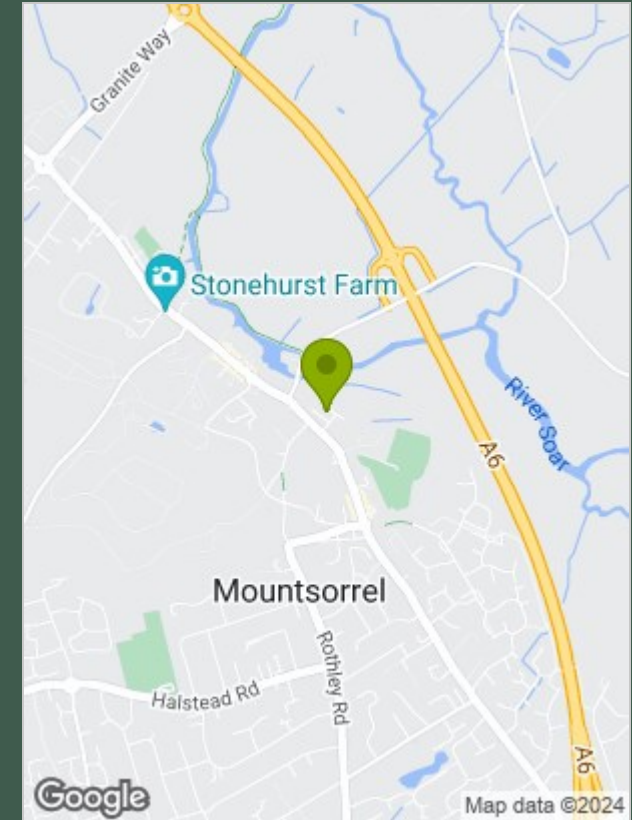 Granite Way
Stonehurst Farm
River Soar
A6
Mountsorrel
Rothley Rd
Halstead Rd
A6
Google
Map data ©2024